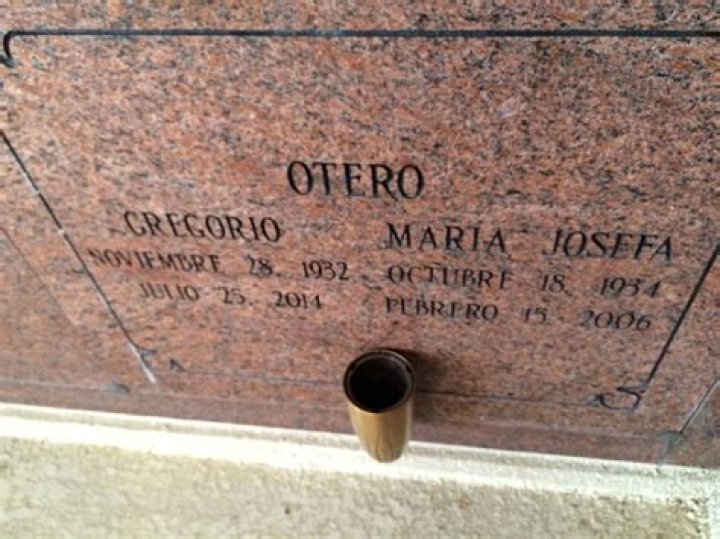 OTERO
GREGORIO
NOVIEMBRE 28. 1932
JULIO 25. 2014
MARIA JOSEFA
OCTUBRE 18. 1934
FEBRERO 15. 2006